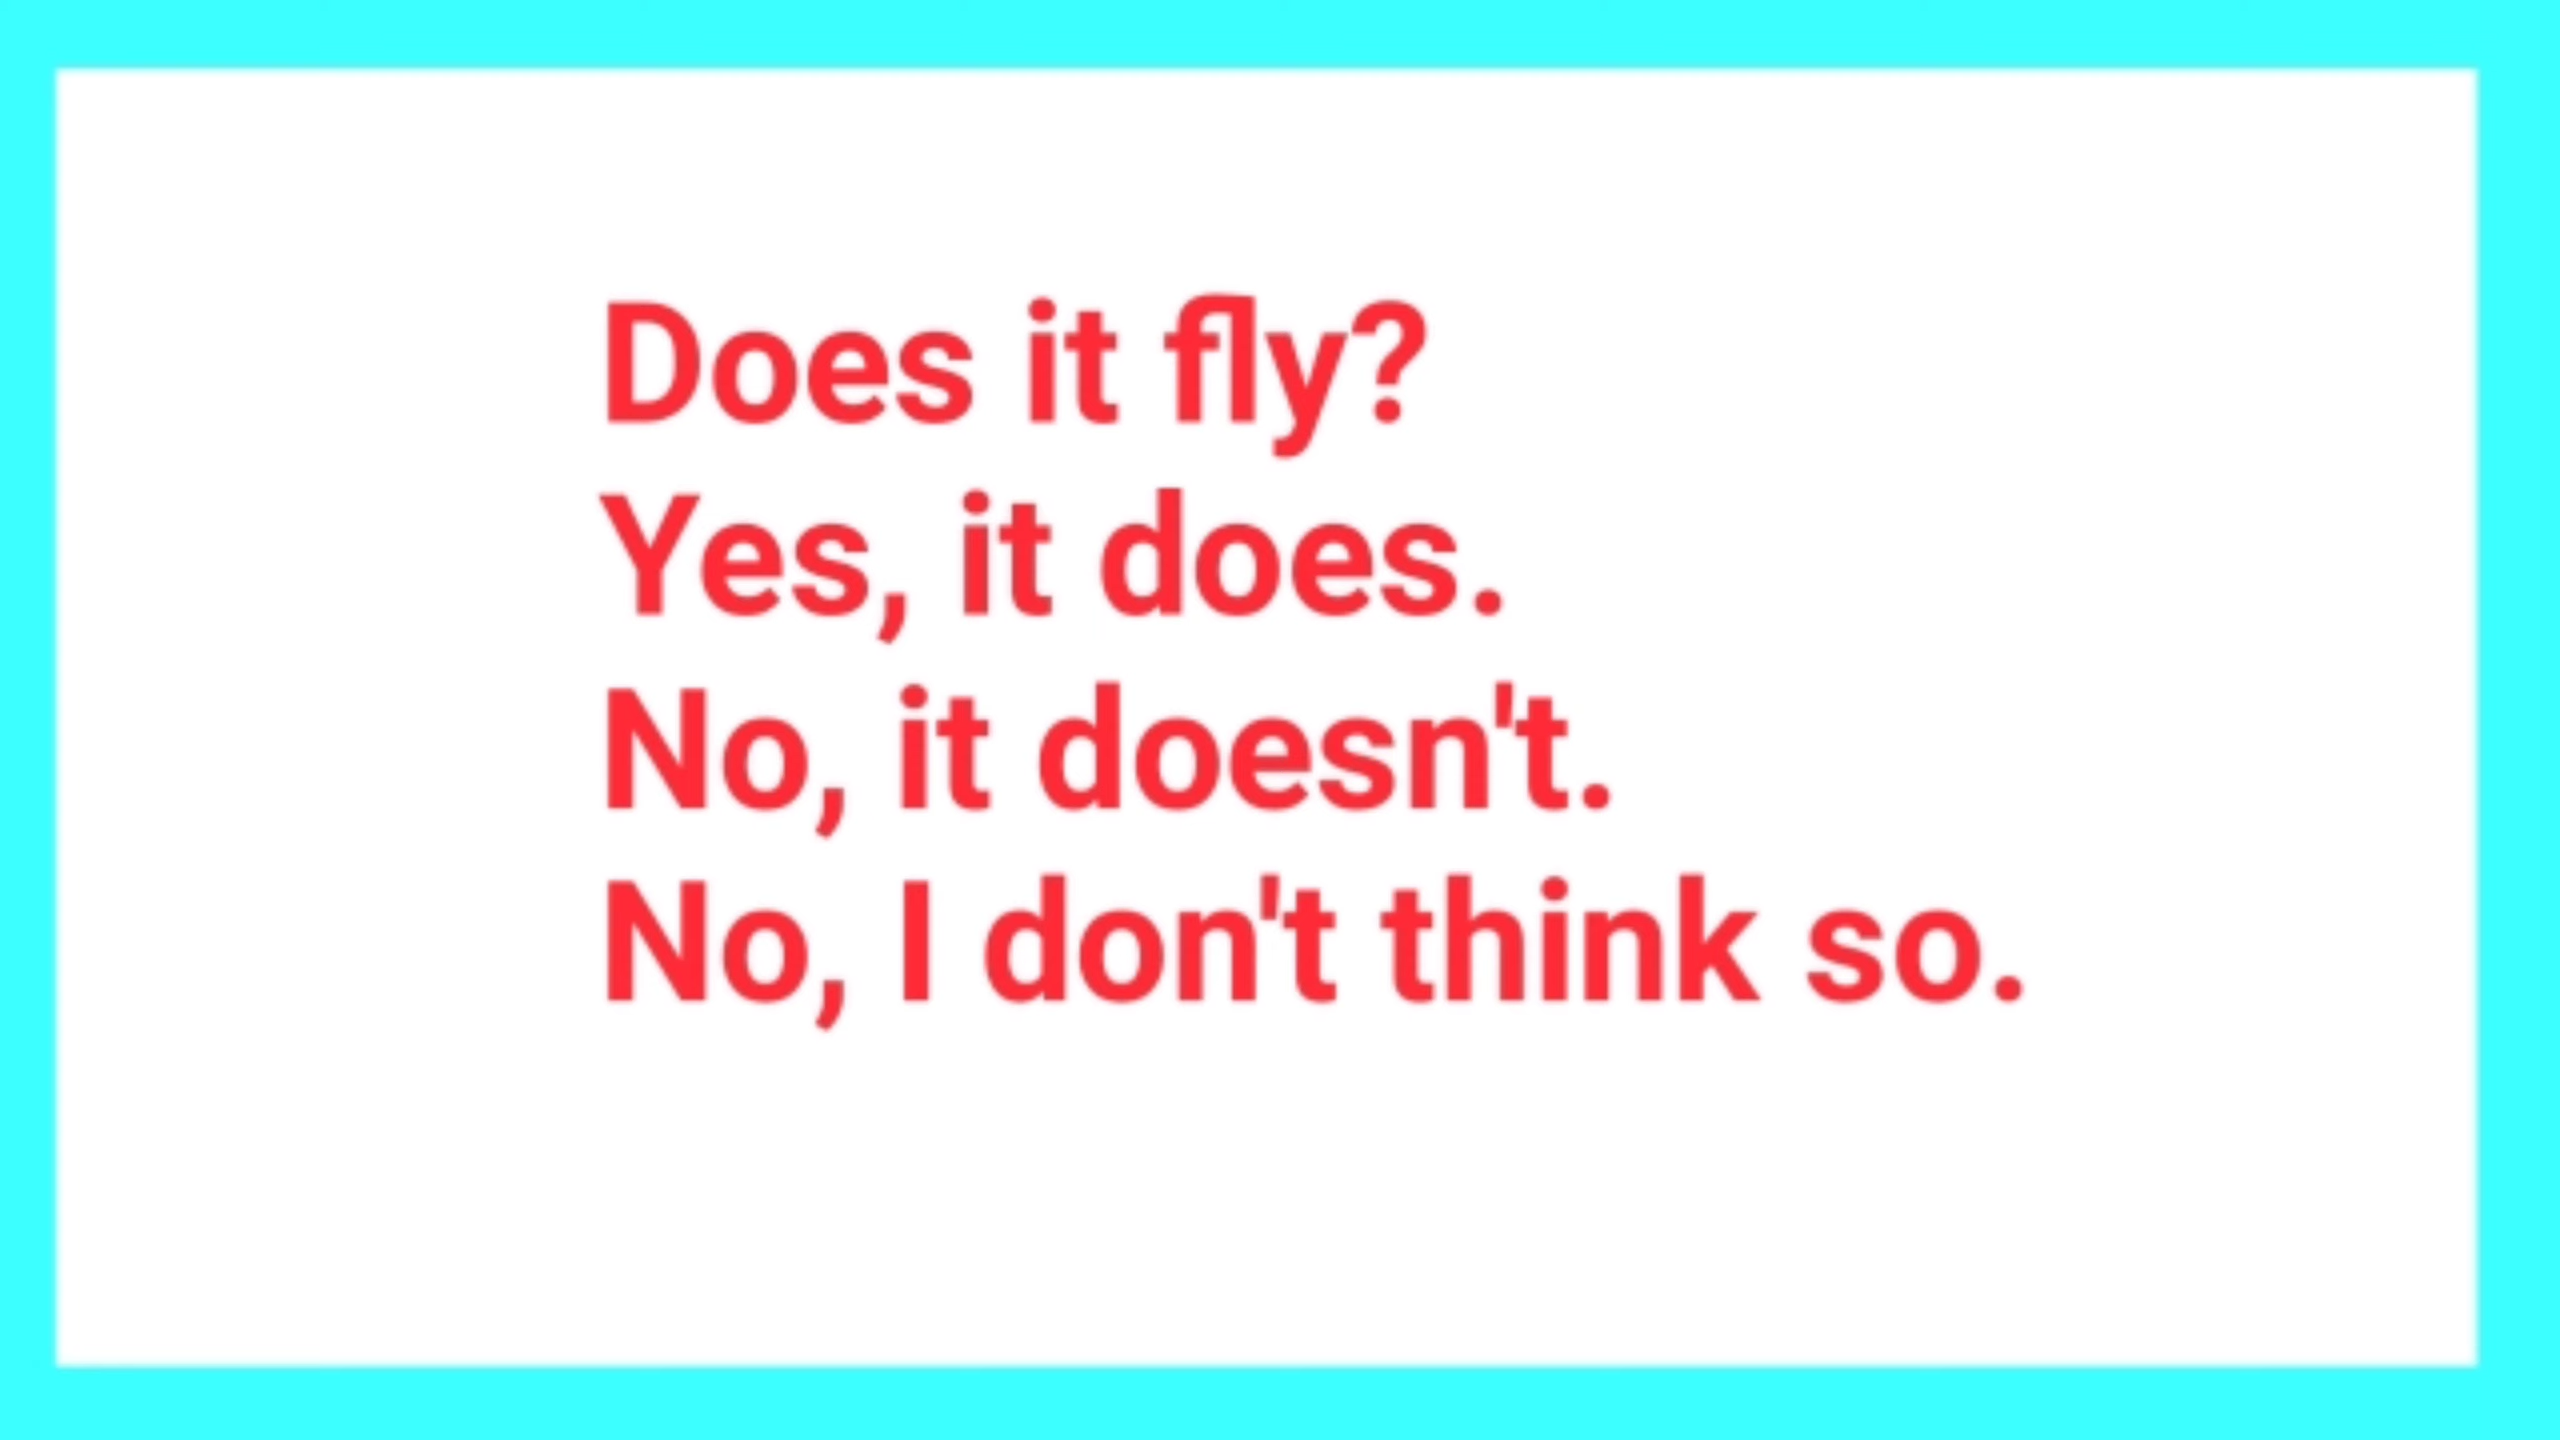 Does it fly?
Yes, it does.
No, it doesn't.
No, I don't think so.